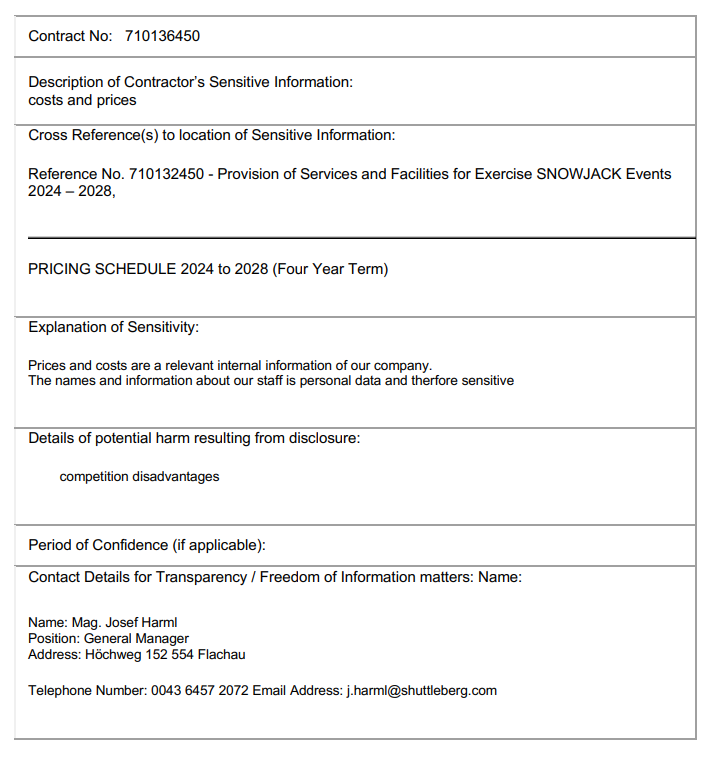 Contract No: 710136450
Description of Contractor's Sensitive Information:
costs and prices
Cross Reference(s) to location of Sensitive Information:
Reference No. 710132450 - Provision of Services and Facilities for Exercise SNOWJACK Events
2024 – 2028,
PRICING SCHEDULE 2024 to 2028 (Four Year Term)
Explanation of Sensitivity:
Prices and costs are a relevant internal information of our company.
The names and information about our staff is personal data and therfore sensitive
Details of potential harm resulting from disclosure:
competition disadvantages
Period of Confidence (if applicable):
Contact Details for Transparency / Freedom of Information matters: Name:
Name: Mag. Josef Harml
Position: General Manager
Address: Höchweg 152 554 Flachau
Telephone Number: 0043 6457 2072 Email Address: j.harml@shuttleberg.com